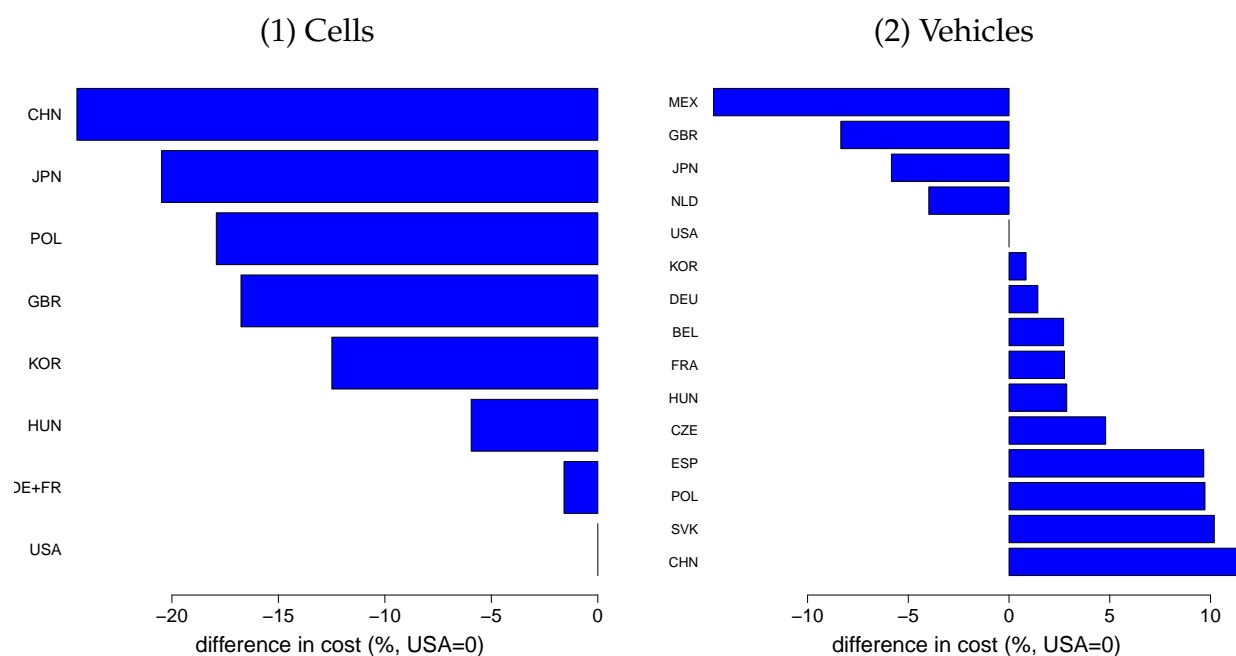 (1) Cells
CHN
JPN
POL
GBR
KOR
HUN
DE+FR
USA
−20 −15 −10 −5 0
difference in cost (%, USA=0)
(2) Vehicles
MEX
GBR
JPN
NLD
USA
KOR
DEU
BEL
FRA
HUN
CZE
ESP
POL
SVK
CHN
−10 −5 0 5 10
difference in cost (%, USA=0)